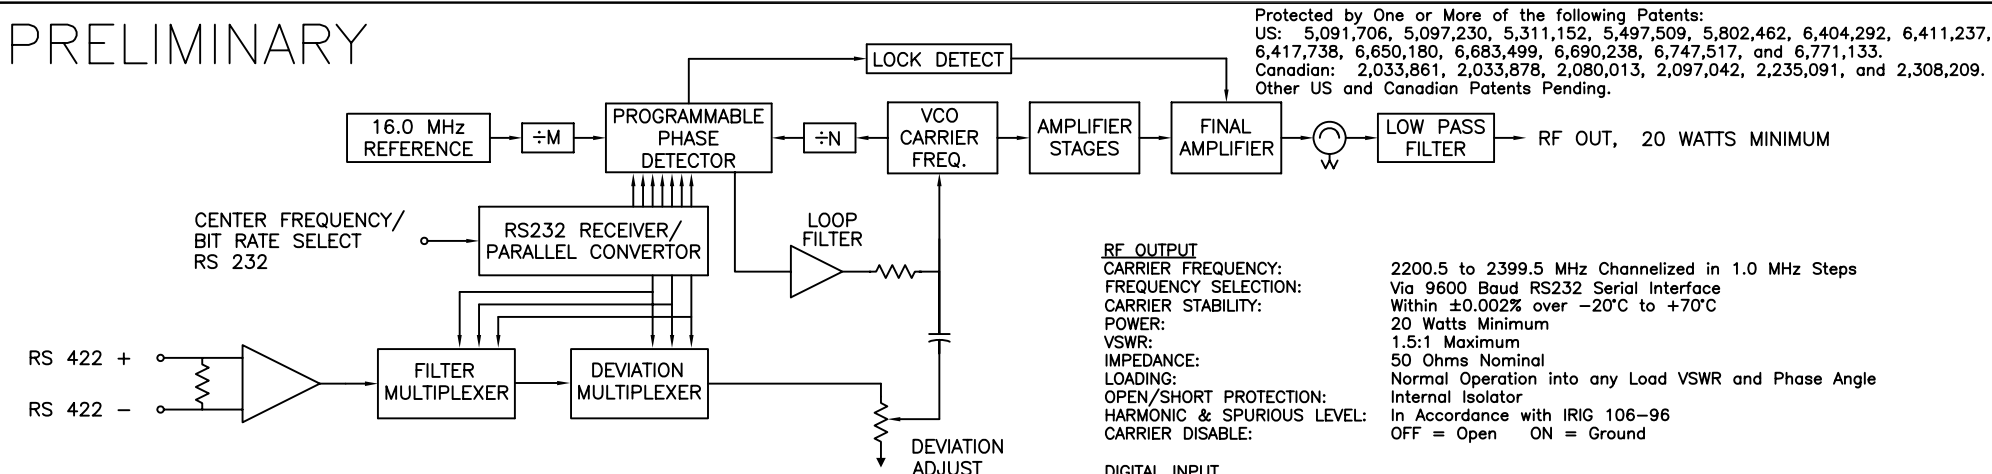 PRELIMINARY
Protected by One or More of the following Patents:
US: 5,091,706, 5,097,230, 5,311,152, 5,497,509, 5,802,462, 6,404,292, 6,411,237,
6,417,738, 6,650,180, 6,683,499, 6,690,238, 6,747,517, and 6,771,133.
Canadian: 2,033,861, 2,033,878, 2,080,013, 2,097,042, 2,235,091, and 2,308,209.
Other US and Canadian Patents Pending.
LOCK DETECT
16.0 MHz
REFERENCE
÷M
PROGRAMMABLE
PHASE
DETECTOR
÷N
VCO
CARRIER
FREQ.
AMPLIFIER
STAGES
FINAL
AMPLIFIER
LOW PASS
FILTER
RF OUT, 20 WATTS MINIMUM
CENTER FREQUENCY/
BIT RATE SELECT
RS 232
RS232 RECEIVER/
PARALLEL CONVERTOR
LOOP
FILTER
RS 422 +
RS 422 -
FILTER
MULTIPLEXER
DEVIATION
MULTIPLEXER
DEVIATION
ADJUST
RF OUTPUT
CARRIER FREQUENCY: 2200.5 to 2399.5 MHz Channelized in 1.0 MHz Steps
FREQUENCY SELECTION: Via 9600 Baud RS232 Serial Interface
CARRIER STABILITY: Within ±0.002% over -20°C to +70°C
POWER: 20 Watts Minimum
VSWR: 1.5:1 Maximum
IMPEDANCE: 50 Ohms Nominal
LOADING: Normal Operation into any Load VSWR and Phase Angle
OPEN/SHORT PROTECTION: Internal Isolator
HARMONIC & SPURIOUS LEVEL: In Accordance with IRIG 106-96
CARRIER DISABLE: OFF = Open ON = Ground
DIGITAL INPUT